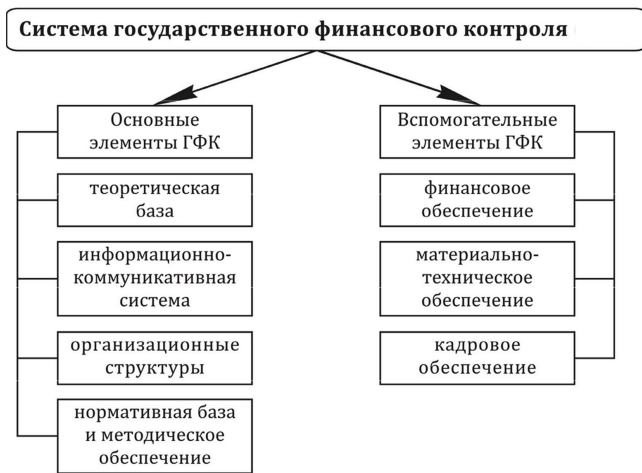 Система государственного финансового контроля
Основные
элементы ГФК
теоретическая
база
информационно-
коммуникативная
система
организационные
структуры
нормативная база
и методическое
обеспечение
Вспомогательные
элементы ГФК
финансовое
обеспечение
материально-
техническое
обеспечение
кадровое
обеспечение